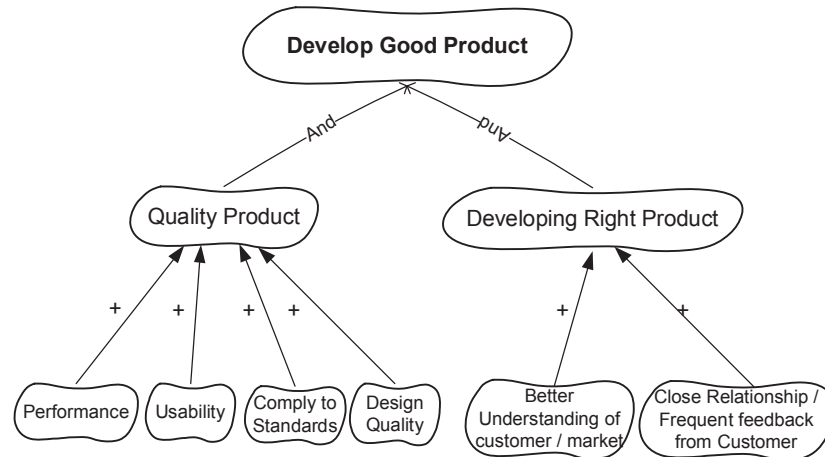 Develop Good Product
And
And
Quality Product
Developing Right Product
+
+
+
+
+
+
Performance
Usability
Comply to
Standards
Design
Quality
Better
Understanding of
customer / market
Close Relationship /
Frequent feedback
from Customer